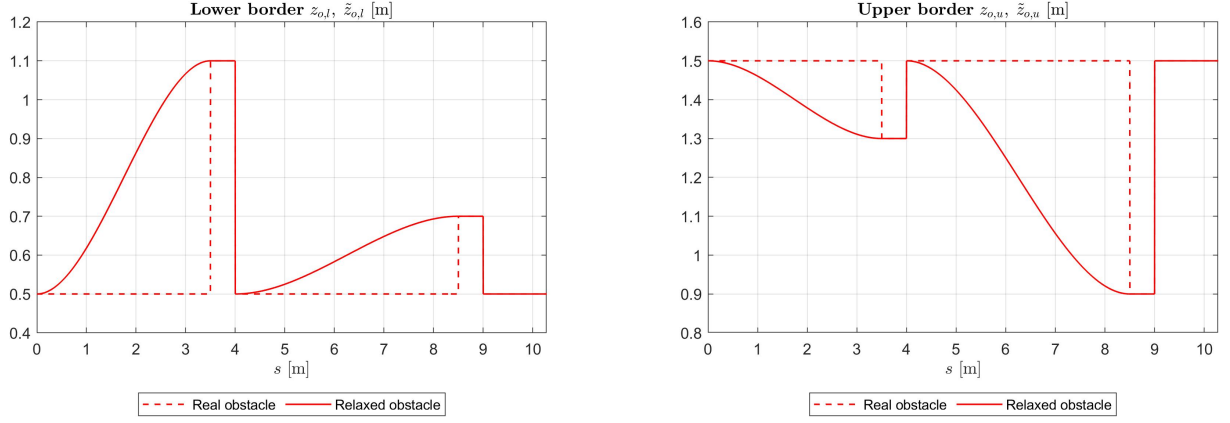 Lower border z_{o,l}, z̃_{o,l} [m]
1.2
1.1
1
0.9
0.8
0.7
0.6
0.5
0.4
0 1 2 3 4 5 6 7 8 9 10
s [m]
Real obstacle Relaxed obstacle
Upper border z_{o,u}, z̃_{o,u} [m]
1.6
1.5
1.4
1.3
1.2
1.1
1
0.9
0.8
0 1 2 3 4 5 6 7 8 9 10
s [m]
Real obstacle Relaxed obstacle